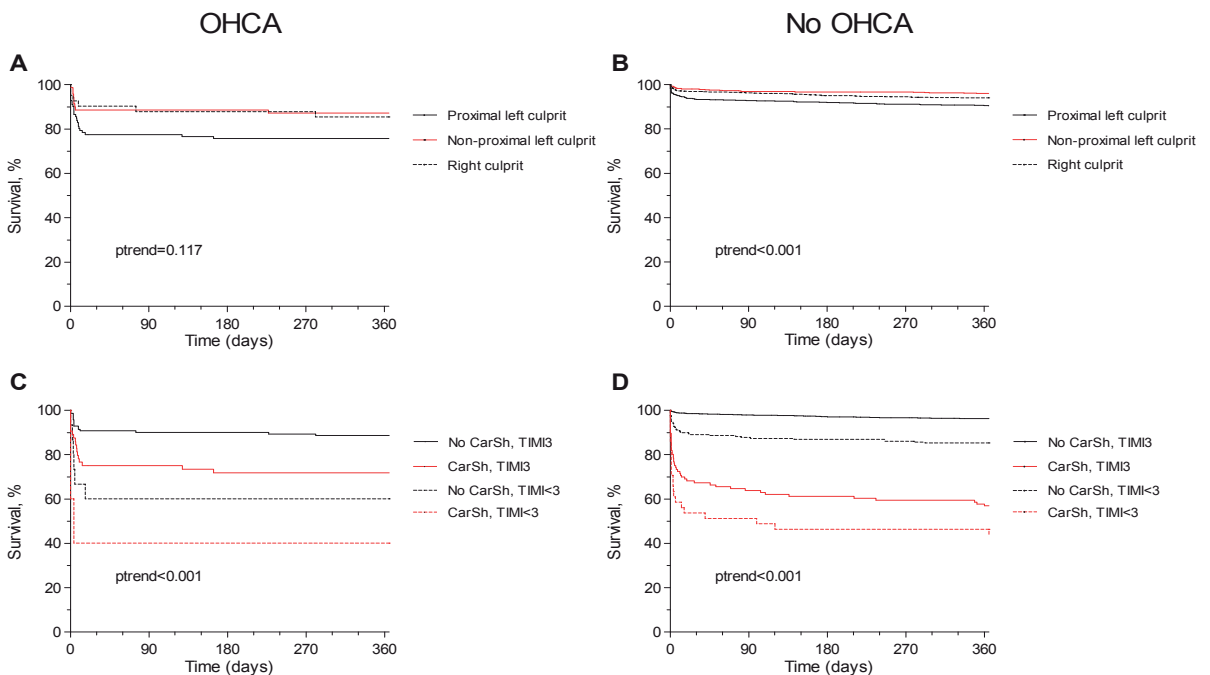 OHCA
No OHCA
A
100
80
60
40
20
0
Survival, %
0 90 180 270 360
Time (days)
ptrend=0.117
Proximal left culprit
Non-proximal left culprit
Right culprit
B
100
80
60
40
20
0
Survival, %
0 90 180 270 360
Time (days)
ptrend<0.001
Proximal left culprit
Non-proximal left culprit
Right culprit
C
100
80
60
40
20
0
Survival, %
0 90 180 270 360
Time (days)
ptrend<0.001
No CarSh, TIMI3
CarSh, TIMI3
No CarSh, TIMI<3
CarSh, TIMI<3
D
100
80
60
40
20
0
Survival, %
0 90 180 270 360
Time (days)
ptrend<0.001
No CarSh, TIMI3
CarSh, TIMI3
No CarSh, TIMI<3
CarSh, TIMI<3